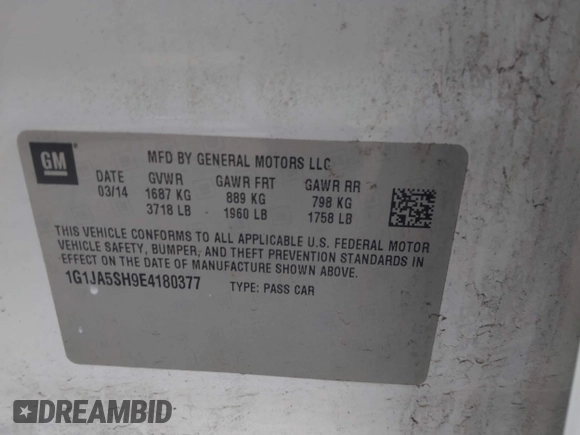 GM
MFD BY GENERAL MOTORS LLC
DATE GVWR GAWR FRT GAWR RR
03/14 1687 KG 889 KG 798 KG
3718 LB 1960 LB 1758 LB
THIS VEHICLE CONFORMS TO ALL APPLICABLE U.S. FEDERAL MOTOR
VEHICLE SAFETY, BUMPER, AND THEFT PREVENTION STANDARDS IN
EFFECT ON THE DATE OF MANUFACTURE SHOWN ABOVE.
1G1JA5SH9E4180377 TYPE: PASS CAR
DREAMBID